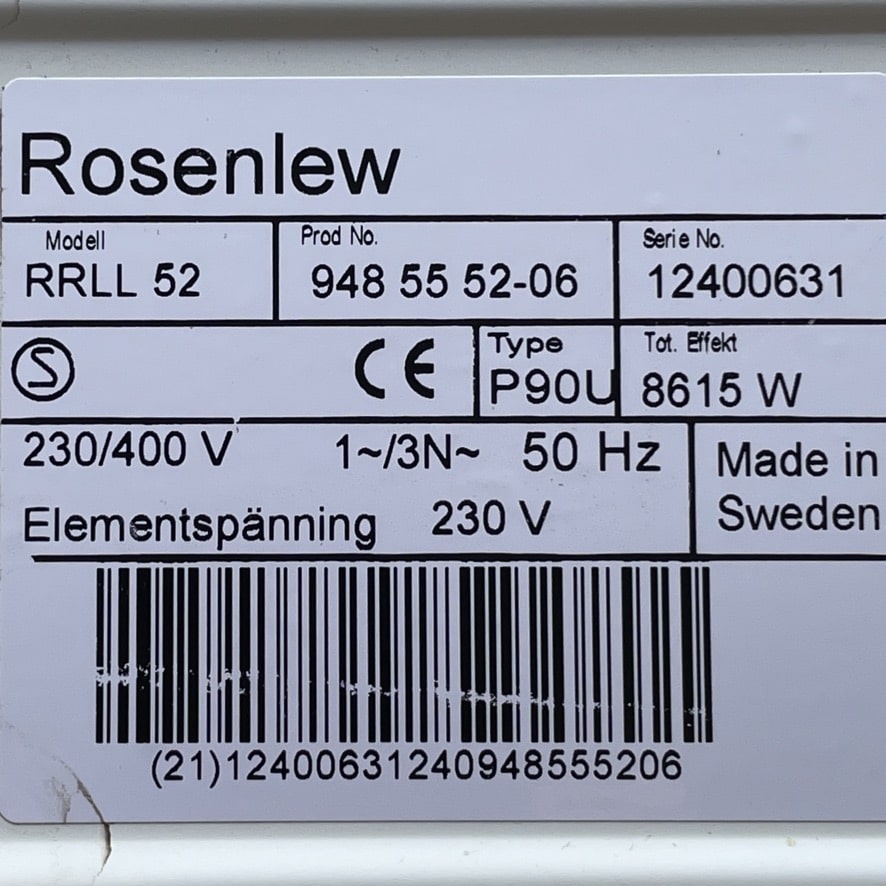 Rosenlew
Modell Prod No. Serie No.
RRLL 52 948 55 52-06 12400631
S CE Type Tot. Effekt
P90U 8615 W
230/400 V 1~/3N~ 50 Hz Made in
Elementspänning 230 V Sweden
(21)12400631240948555206